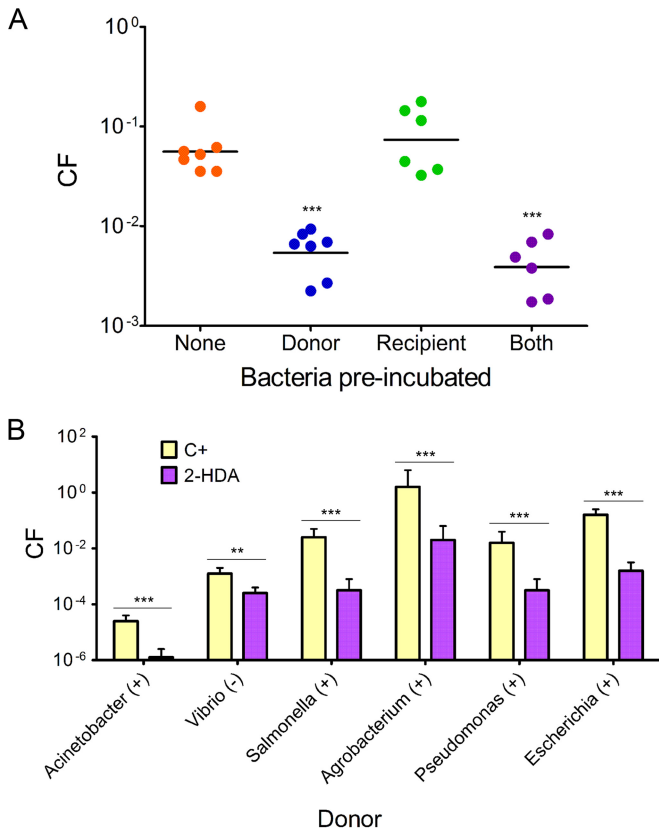 A
10^0
10^-1
10^-2
10^-3
CF
***
***
None Donor Recipient Both
Bacteria pre-incubated
B
10^2
10^0
10^-2
10^-4
10^-6
CF
C+
2-HDA
***
**
***
***
***
***
Acinetobacter (+)
Vibrio (-)
Salmonella (+)
Agrobacterium (+)
Pseudomonas (+)
Escherichia (+)
Donor